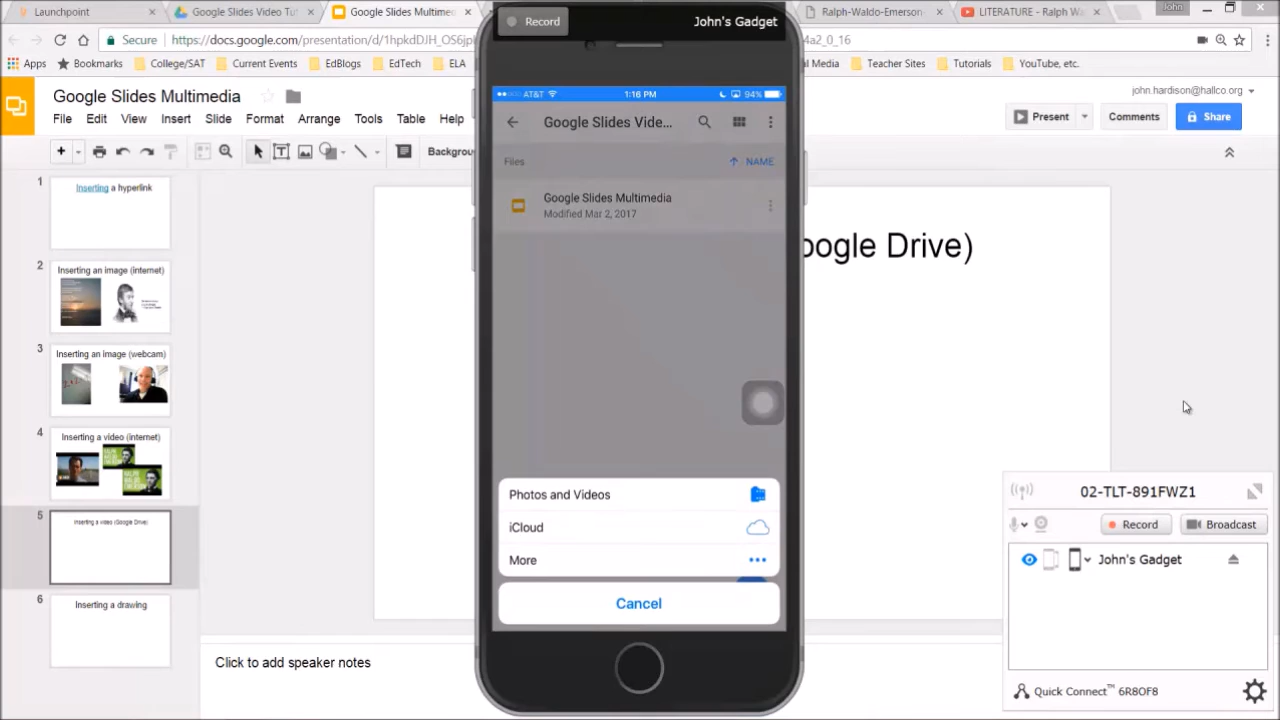 Launchpoint
Google Slides Video Tut
Google Slides Multimed
Record
John's Gadget
Ralph-Waldo-Emerson-
LITERATURE - Ralph Wa
John
Secure
https://docs.google.com/presentation/d/1hpkdDJH_OS6jpi
4a2_0_16
Apps
Bookmarks
College/SAT
Current Events
EdBlogs
EdTech
ELA
al Media
Teacher Sites
Tutorials
YouTube, etc.
Google Slides Multimedia
john.hardison@hallco.org
File
Edit
View
Insert
Slide
Format
Arrange
Tools
Table
Help
Present
Comments
Share
Backgrou
AT&T
1:16 PM
94%
Google Slides Vide...
Files
NAME
Google Slides Multimedia
Modified Mar 2, 2017
Photos and Videos
iCloud
More
Cancel
1
Inserting a hyperlink
2
Inserting an image (internet)
3
Inserting an image (webcam)
4
Inserting a video (internet)
5
Inserting a video (Google Drive)
6
Inserting a drawing
oogle Drive)
Click to add speaker notes
02-TLT-891FWZ1
Record
Broadcast
John's Gadget
Quick Connect™ 6R8OF8